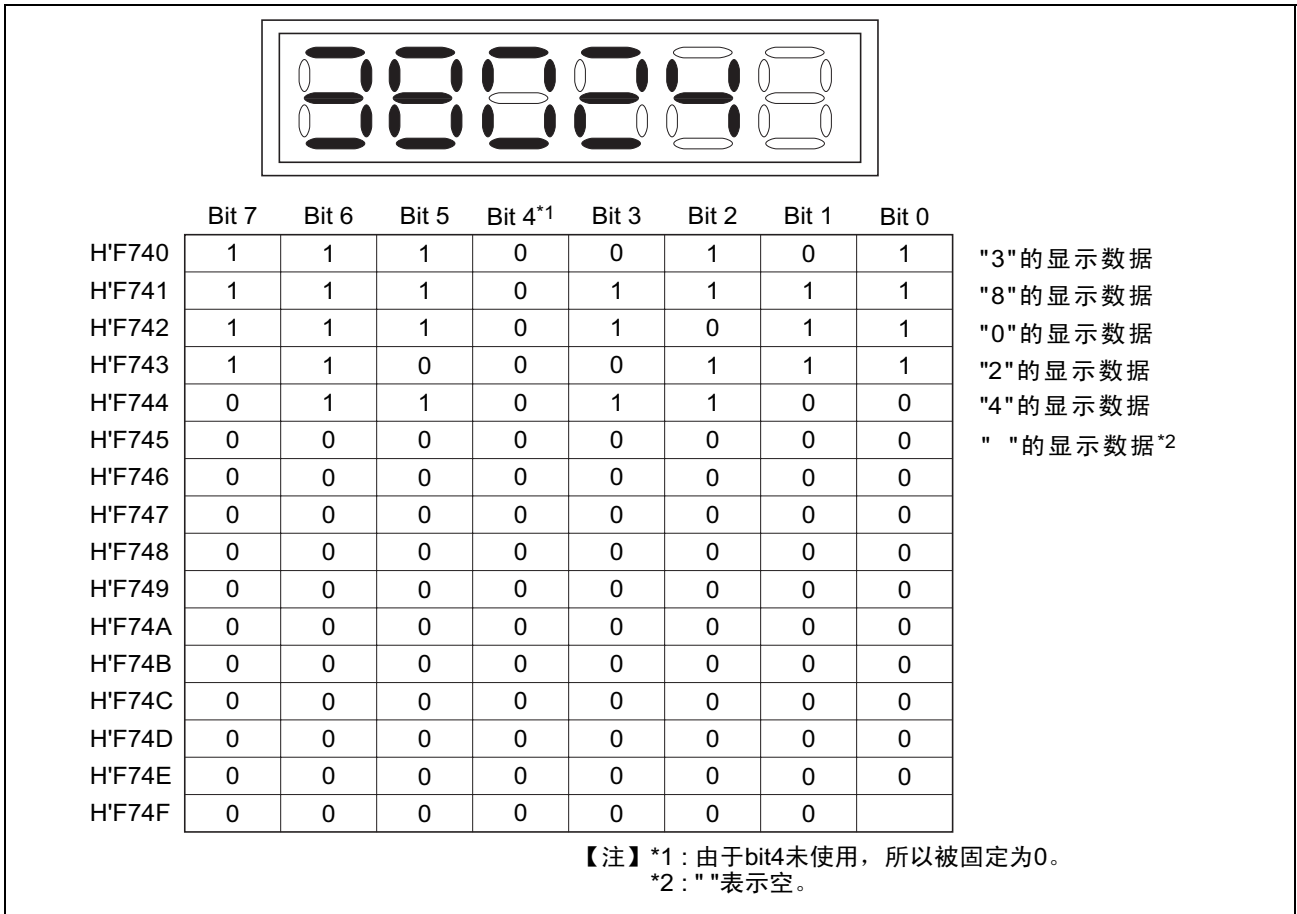 Bit 7 Bit 6 Bit 5 Bit 4*1 Bit 3 Bit 2 Bit 1 Bit 0
H'F740 1 1 1 0 0 1 0 1 "3"的显示数据
H'F741 1 1 1 0 1 1 1 1 "8"的显示数据
H'F742 1 1 1 0 1 0 1 1 "0"的显示数据
H'F743 1 1 0 0 0 1 1 1 "2"的显示数据
H'F744 0 1 1 0 1 1 0 0 "4"的显示数据
H'F745 0 0 0 0 0 0 0 0 " "的显示数据*2
H'F746 0 0 0 0 0 0 0 0
H'F747 0 0 0 0 0 0 0 0
H'F748 0 0 0 0 0 0 0 0
H'F749 0 0 0 0 0 0 0 0
H'F74A 0 0 0 0 0 0 0 0
H'F74B 0 0 0 0 0 0 0 0
H'F74C 0 0 0 0 0 0 0 0
H'F74D 0 0 0 0 0 0 0 0
H'F74E 0 0 0 0 0 0 0 0
H'F74F 0 0 0 0 0 0 0
【注】*1 : 由于bit4未使用，所以被固定为0。
*2 : " "表示空。